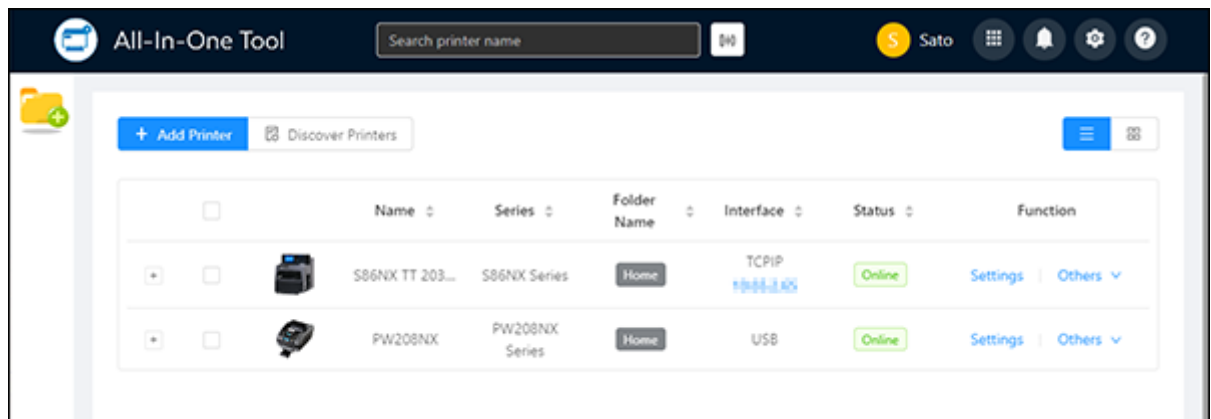 All-In-One Tool
Search printer name
S Sato
+ Add Printer
Discover Printers
Name Series Folder Name Interface Status Function
S86NX TT 203... S86NX Series Home TCPIP Online Settings Others
PW208NX PW208NX Series Home USB Online Settings Others